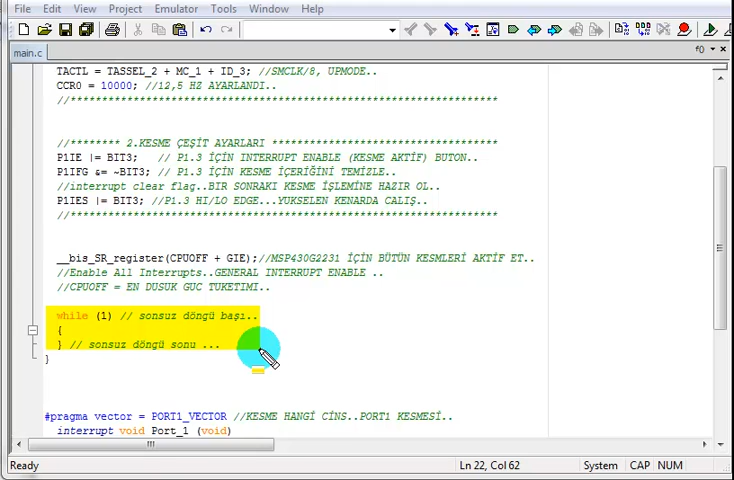 File Edit View Project Emulator Tools Window Help
main.c
f0
TACTL = TASSEL_2 + MC_1 + ID_3; //SMCLK/8, UPMODE..
CCR0 = 10000; //12,5 HZ AYARLANDI..
//***************************************************************
//******** 2.KESME ÇEŞİT AYARLARI *********************************
P1IE |= BIT3; // P1.3 İÇİN INTERRUPT ENABLE (KESME AKTİF) BUTON..
P1IFG &= ~BIT3; // P1.3 İÇİN KESME İÇERİĞİNİ TEMİZLE..
//interrupt clear flag..BIR SONRAKI KESME İŞLEMİNE HAZIR OL..
P1IES |= BIT3; //P1.3 HI/LO EDGE...YUKSELEN KENARDA CALIŞ..
//***************************************************************
__bis_SR_register(CPUOFF + GIE);//MSP430G2231 İÇİN BÜTÜN KESMLERİ AKTİF ET..
//Enable All Interrupts..GENERAL INTERRUPT ENABLE ..
//CPUOFF = EN DUSUK GUC TUKETIMI..
while (1) // sonsuz döngü başı..
{
} // sonsuz döngü sonu ...
}
#pragma vector = PORT1_VECTOR //KESME HANGİ CİNS..PORT1 KESMESİ..
interrupt void Port_1 (void)
Ready Ln 22, Col 62 System CAP NUM